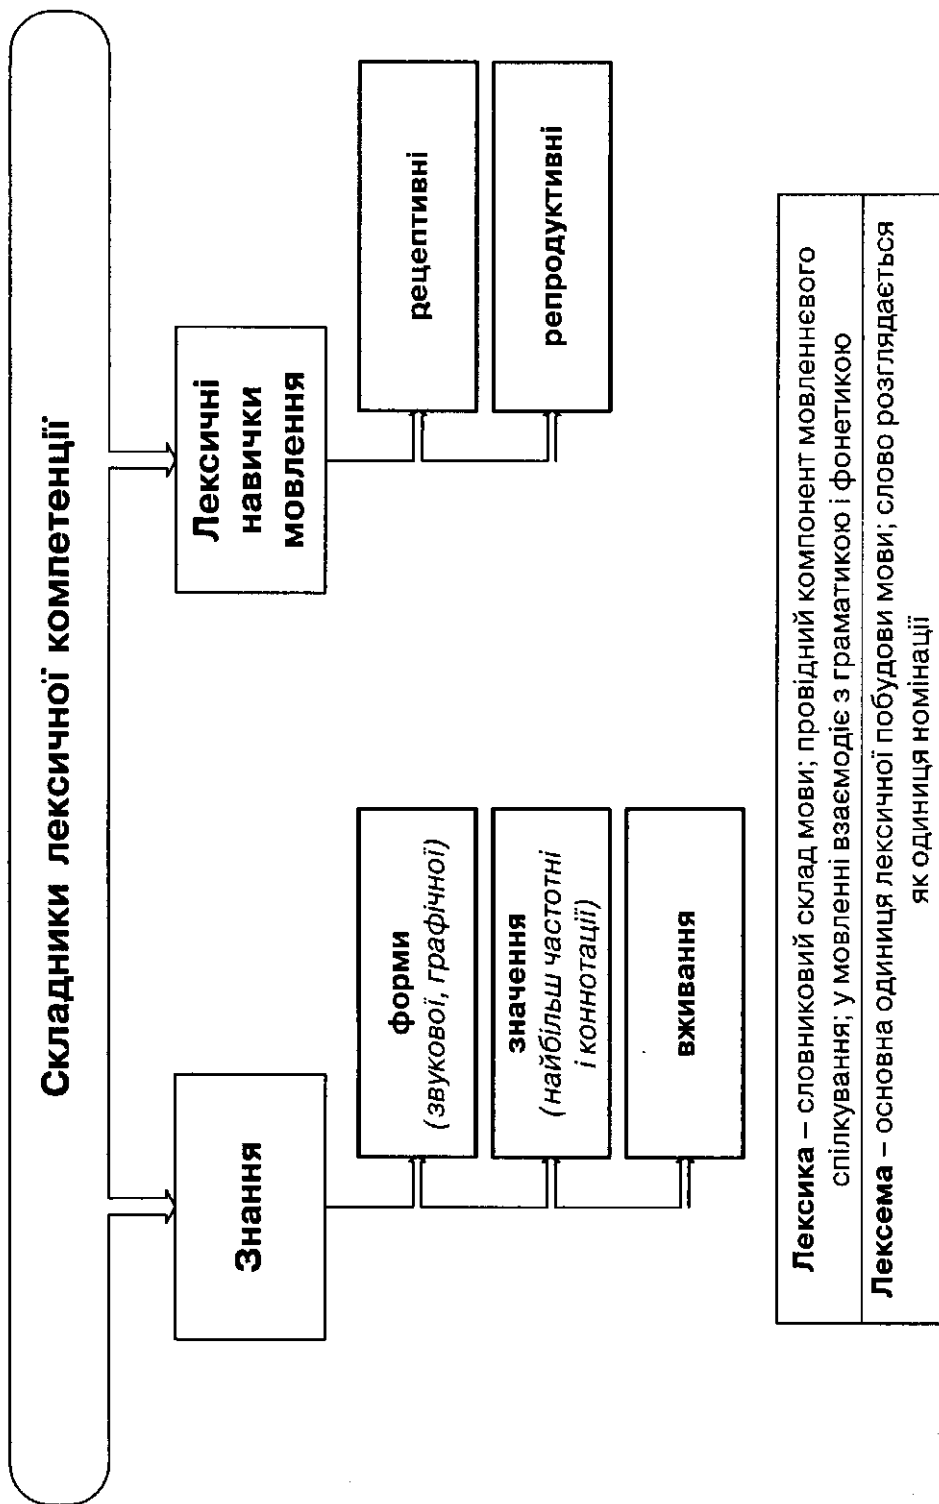 Складники лексичної компетенції
Знання
форми
(звукової, графічної)
значення
(найбільш частотні
і коннотації)
вживання
Лексичні
навички
мовлення
рецептивні
репродуктивні
Лексика – словниковий склад мови; провідний компонент мовленнєвого
спілкування; у мовленні взаємодіє з граматикою і фонетикою
Лексема – основна одиниця лексичної побудови мови; слово розглядається
як одиниця номінації